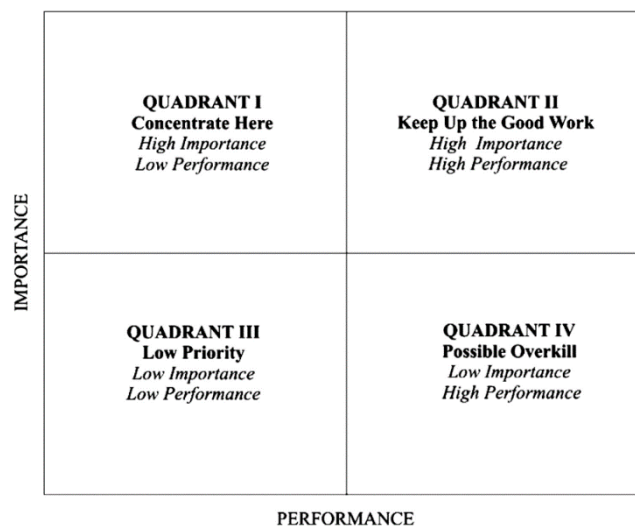 QUADRANT I
Concentrate Here
High Importance
Low Performance
QUADRANT II
Keep Up the Good Work
High Importance
High Performance
IMPORTANCE
QUADRANT III
Low Priority
Low Importance
Low Performance
QUADRANT IV
Possible Overkill
Low Importance
High Performance
PERFORMANCE